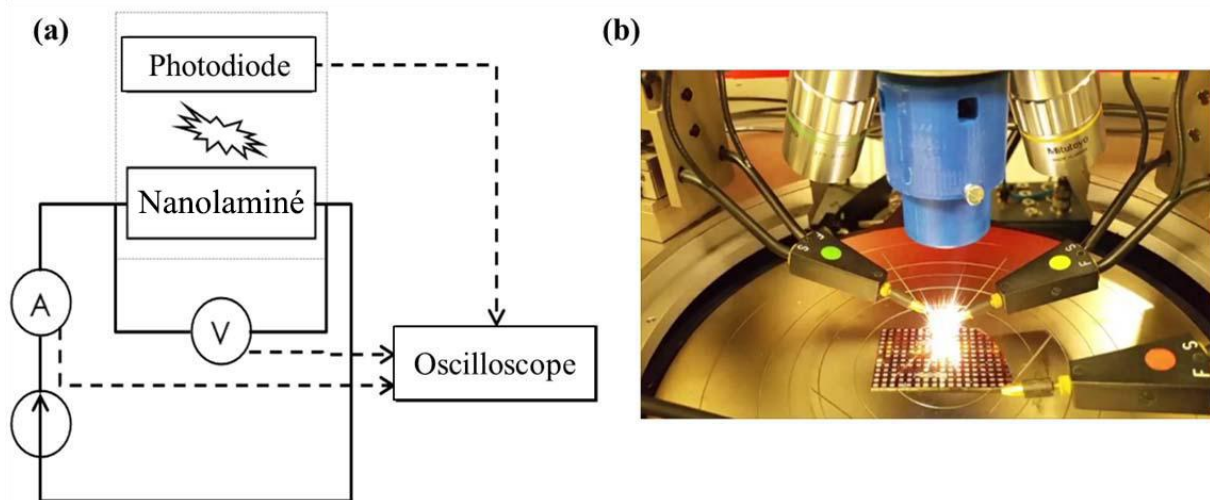 (a)
Photodiode
Nanolaminé
A
V
Oscilloscope
(b)
Mitutoyo
S
F
S
F
S
F